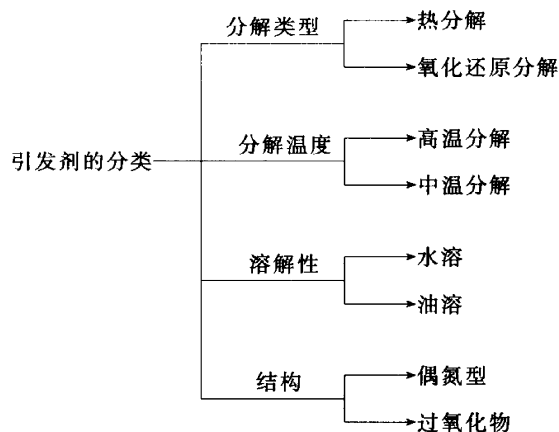 引发剂的分类
分解类型
热分解
氧化还原分解
分解温度
高温分解
中温分解
溶解性
水溶
油溶
结构
偶氮型
过氧化物